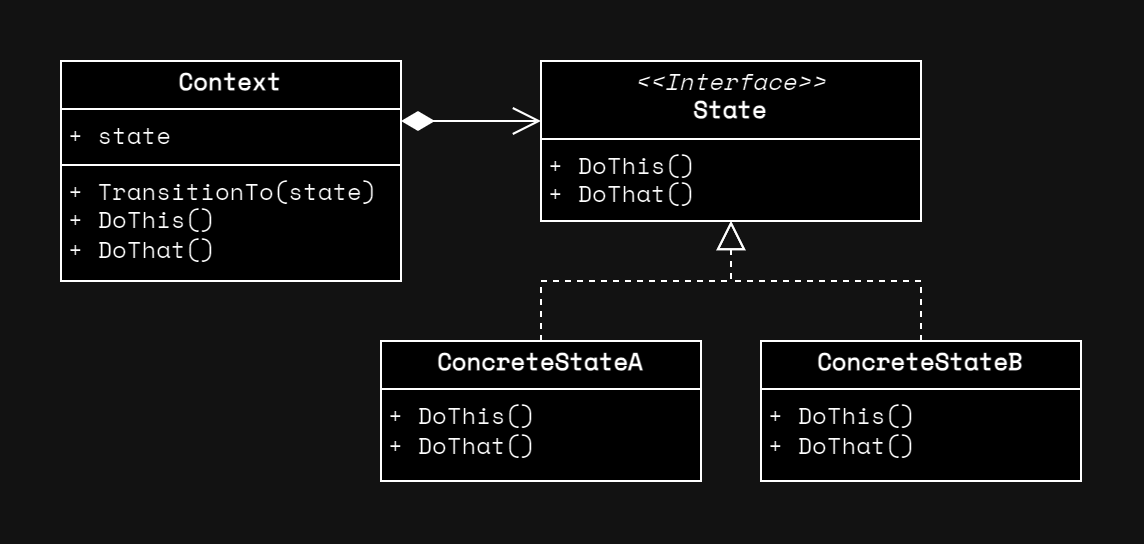 Context
+ state
+ TransitionTo(state)
+ DoThis()
+ DoThat()
<<Interface>>
State
+ DoThis()
+ DoThat()
ConcreteStateA
+ DoThis()
+ DoThat()
ConcreteStateB
+ DoThis()
+ DoThat()